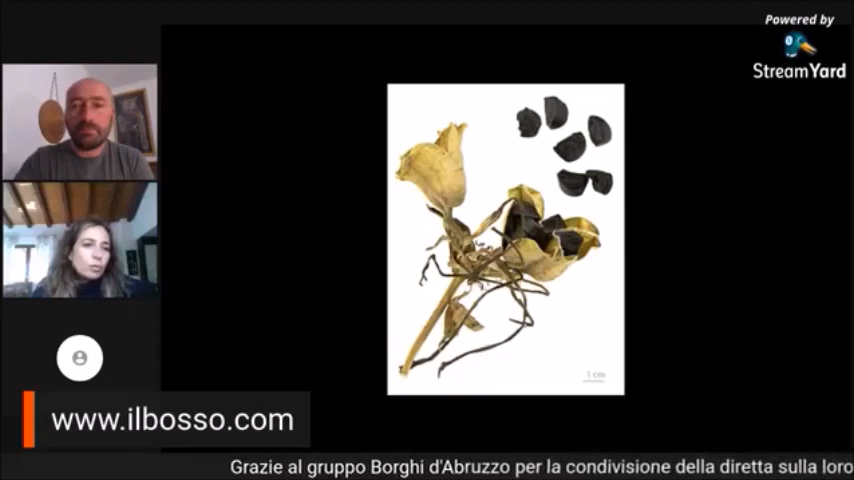 Powered by
StreamYard
1 cm
www.ilbosso.com
Grazie al gruppo Borghi d'Abruzzo per la condivisione della diretta sulla loro